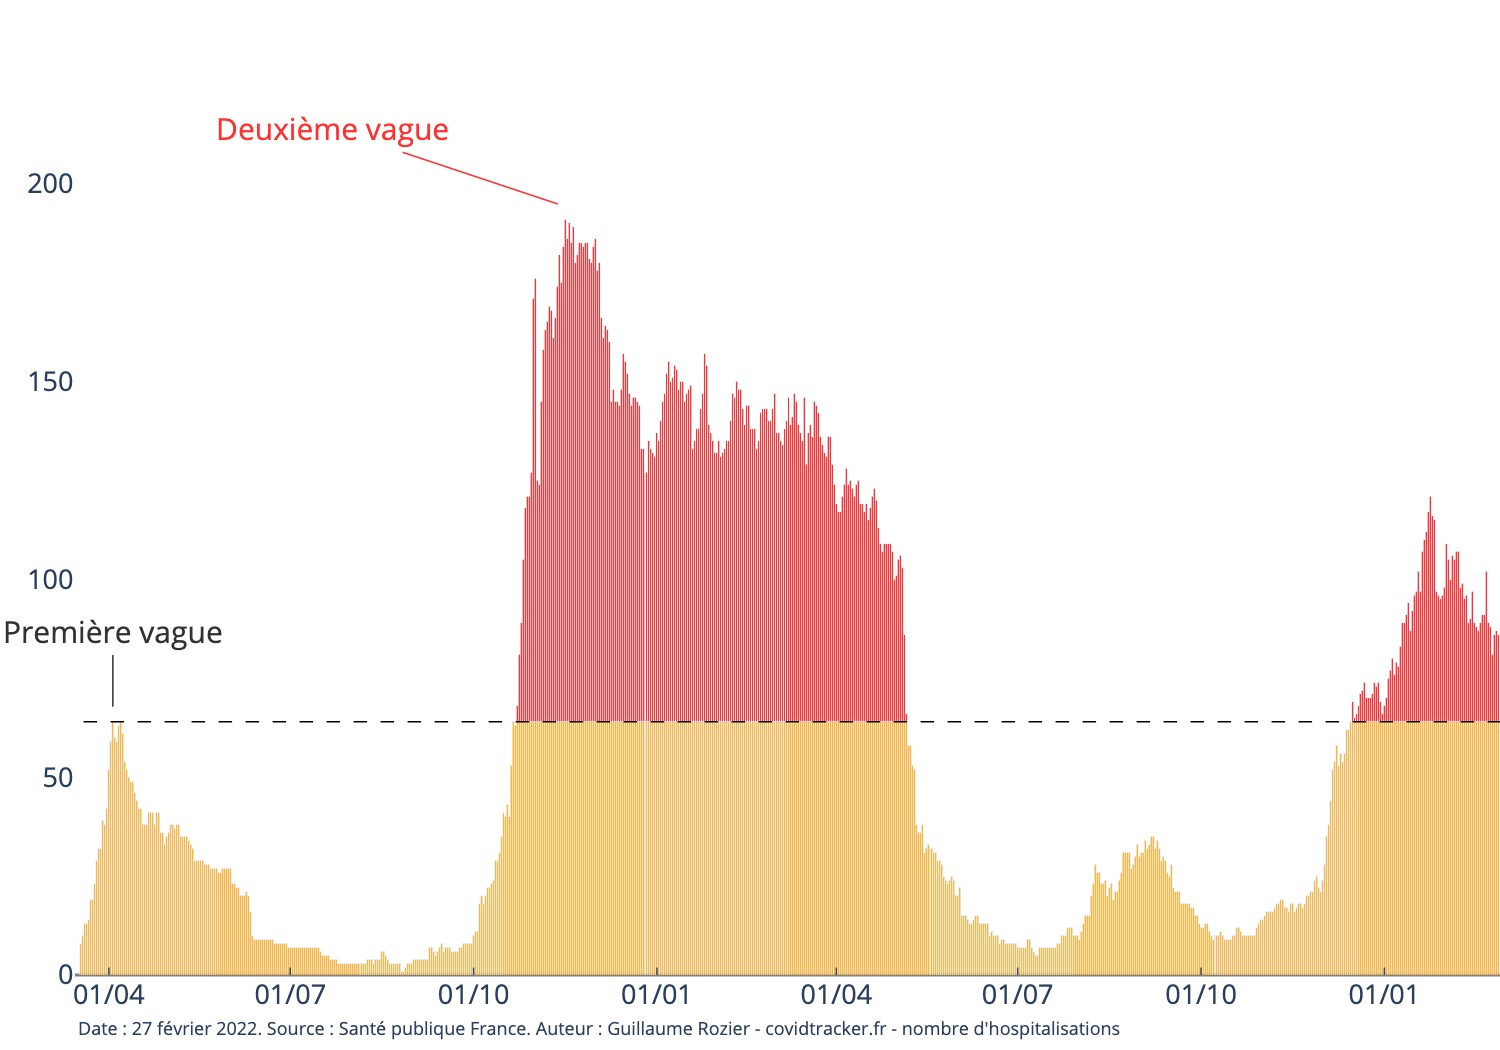 Deuxième vague
200
150
100
Première vague
50
0
01/04 01/07 01/10 01/01 01/04 01/07 01/10 01/01
Date : 27 février 2022. Source : Santé publique France. Auteur : Guillaume Rozier - covidtracker.fr - nombre d'hospitalisations